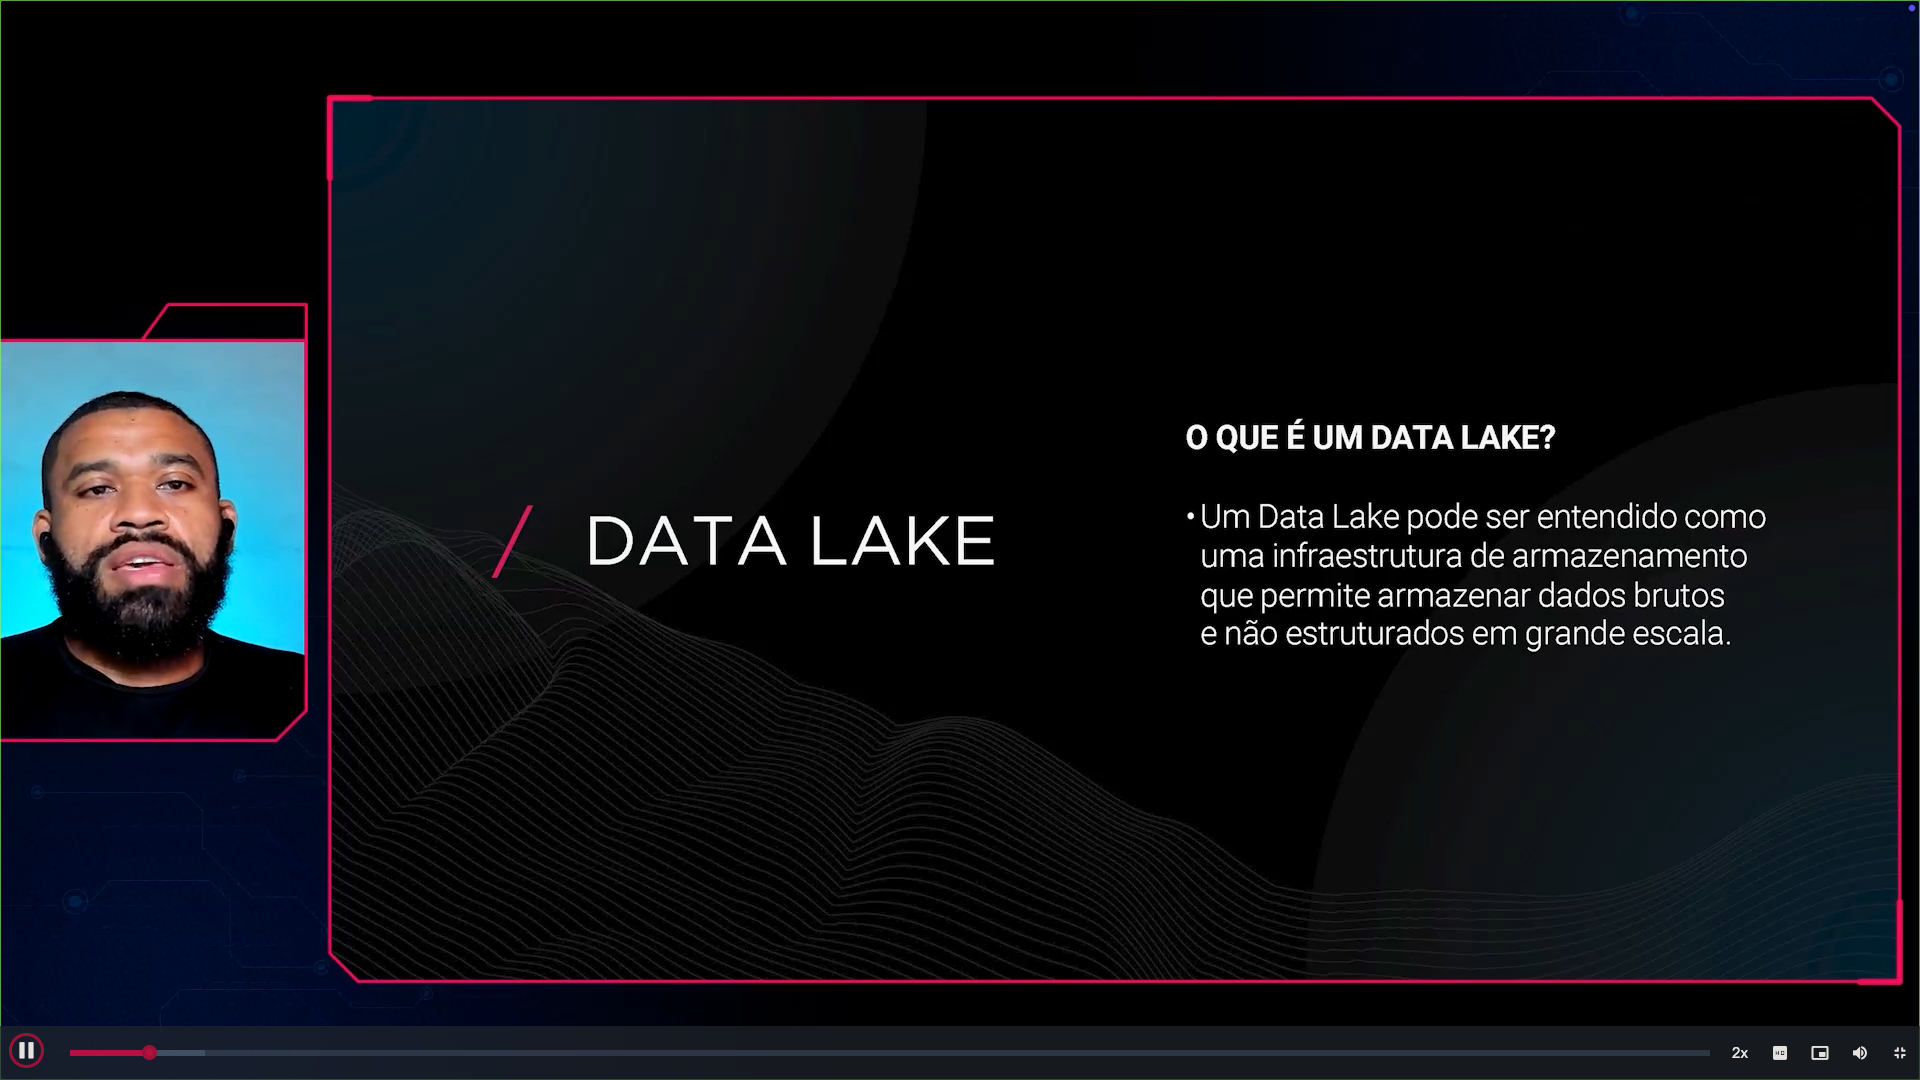 / DATA LAKE
O QUE É UM DATA LAKE?
• Um Data Lake pode ser entendido como
uma infraestrutura de armazenamento
que permite armazenar dados brutos
e não estruturados em grande escala.
2x
HD